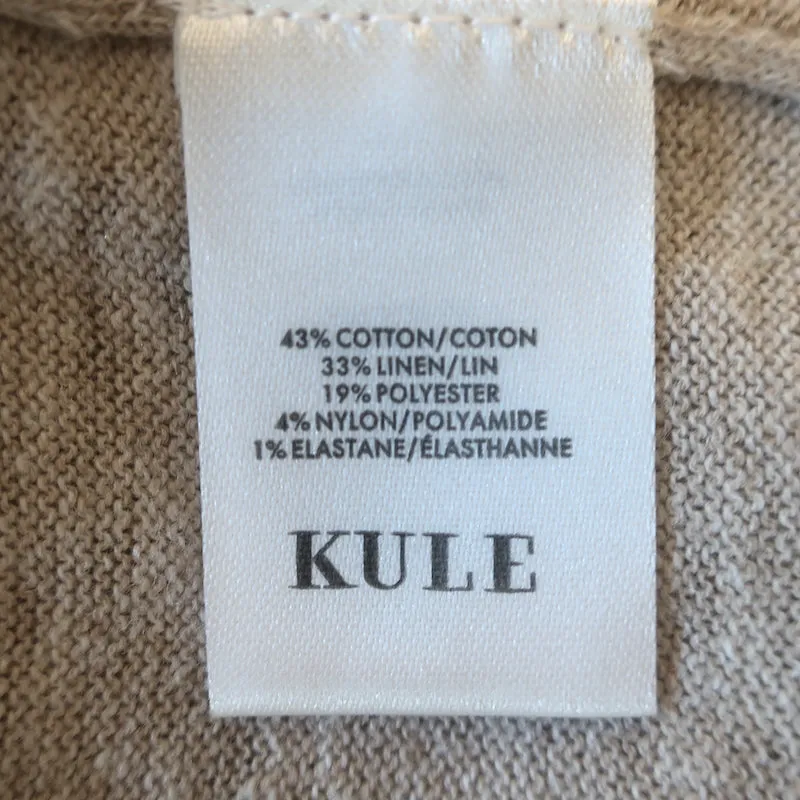 43% COTTON/COTON
33% LINEN/LIN
19% POLYESTER
4% NYLON/POLYAMIDE
1% ELASTANE/ÉLASTHANNE
KULE